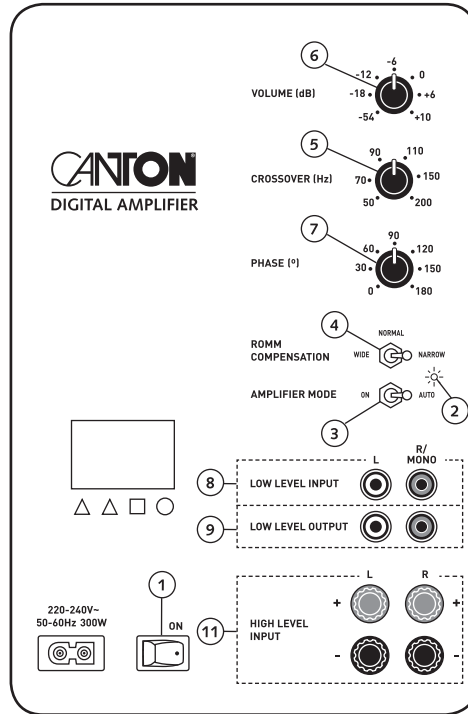 6
-6
-12 0
VOLUME (dB) -18 +6
-54 +10
5
90 110
CROSSOVER (Hz) 70 150
50 200
CANTON
DIGITAL AMPLIFIER
7
90
60 120
PHASE (°) 30 150
0 180
4
NORMAL
ROMM
COMPENSATION WIDE NARROW
AMPLIFIER MODE ON AUTO
3 2
L R/
MONO
8 LOW LEVEL INPUT
9 LOW LEVEL OUTPUT
1
220-240V~
50-60Hz 300W
ON
11 HIGH LEVEL
INPUT
L R
+ +
- -